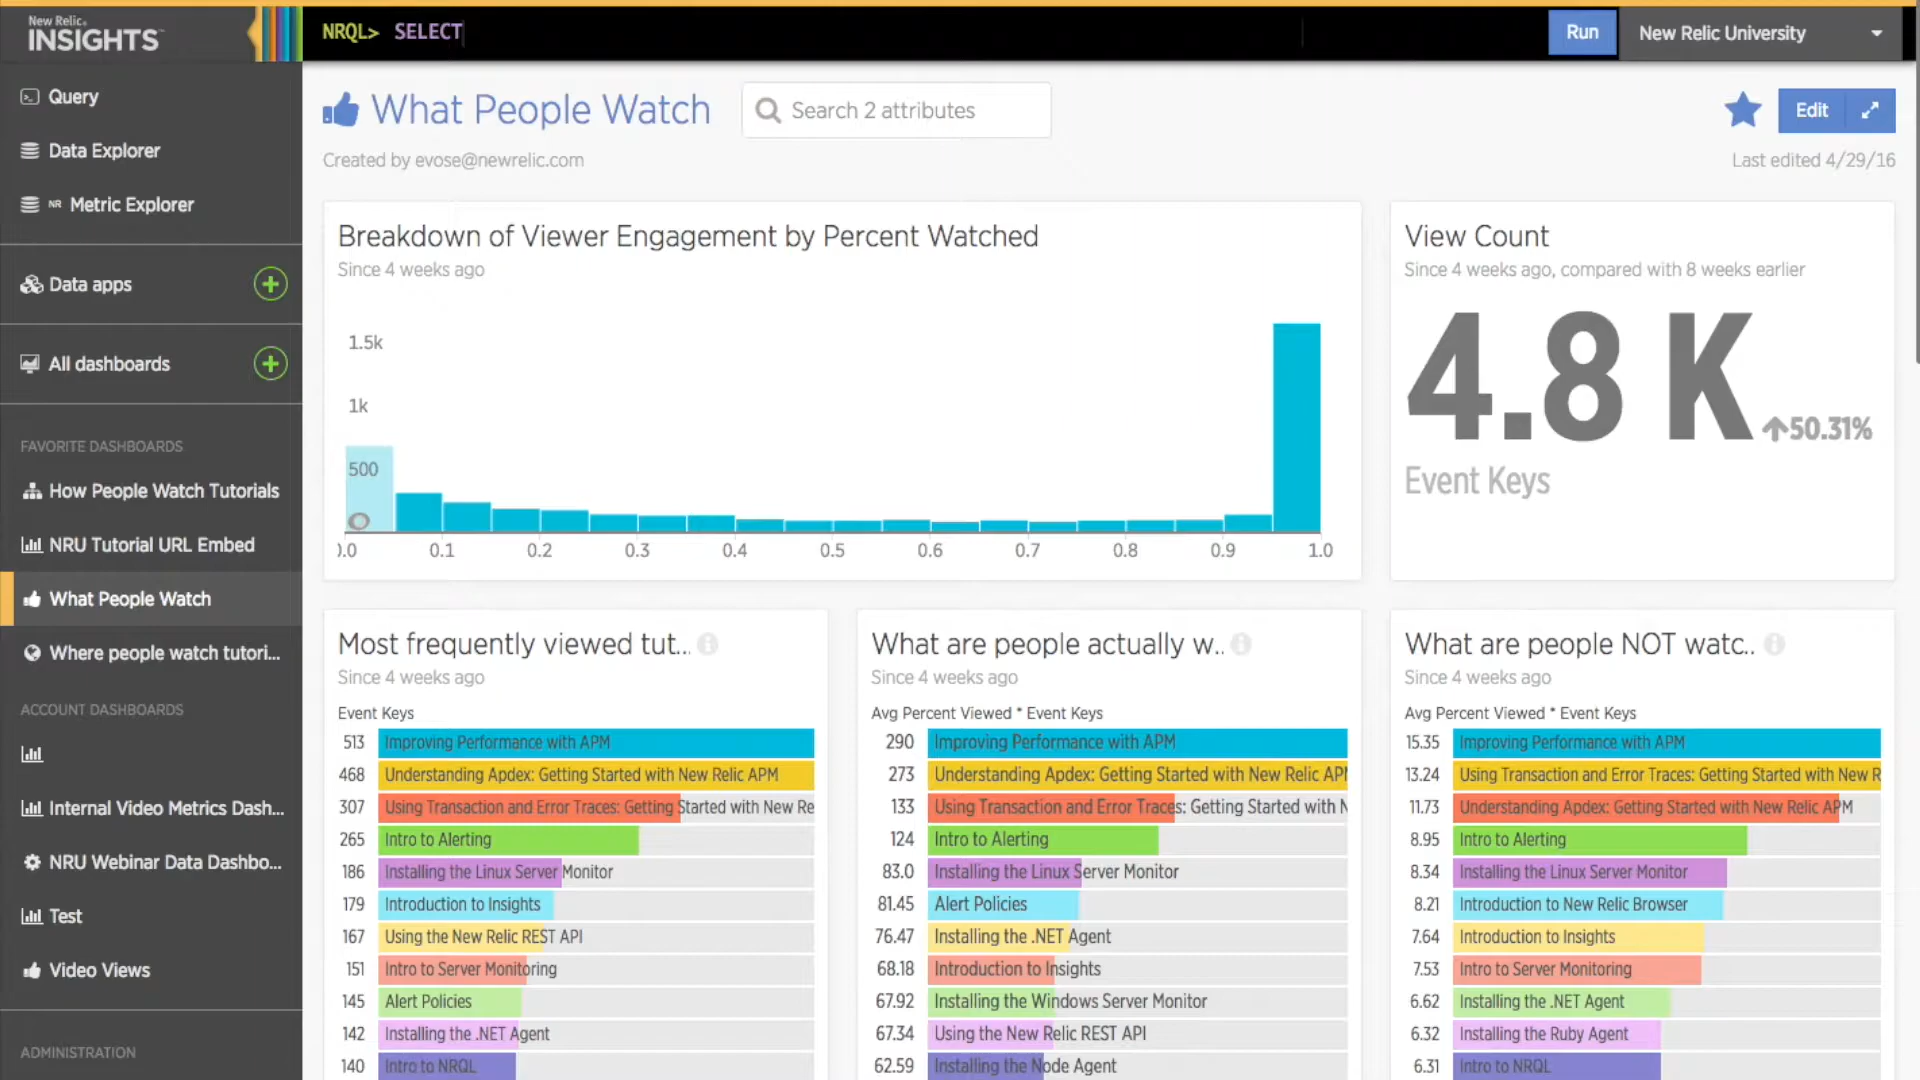 New Relic.
INSIGHTS
NRQL> SELECT
Run
New Relic University
Query
Data Explorer
NR Metric Explorer
Data apps
All dashboards
FAVORITE DASHBOARDS
How People Watch Tutorials
NRU Tutorial URL Embed
What People Watch
Where people watch tutori...
ACCOUNT DASHBOARDS
Internal Video Metrics Dash...
NRU Webinar Data Dashbo...
Test
Video Views
ADMINISTRATION
What People Watch
Search 2 attributes
Edit
Created by evose@newrelic.com
Last edited 4/29/16
Breakdown of Viewer Engagement by Percent Watched
Since 4 weeks ago
1.5k
1k
500
0.0 0.1 0.2 0.3 0.4 0.5 0.6 0.7 0.8 0.9 1.0
View Count
Since 4 weeks ago, compared with 8 weeks earlier
4.8 K
50.31%
Event Keys
Most frequently viewed tut...
Since 4 weeks ago
Event Keys
513 Improving Performance with APM
468 Understanding Apdex: Getting Started with New Relic APM
307 Using Transaction and Error Traces: Getting Started with New Re
265 Intro to Alerting
186 Installing the Linux Server Monitor
179 Introduction to Insights
167 Using the New Relic REST API
151 Intro to Server Monitoring
145 Alert Policies
142 Installing the .NET Agent
140 Intro to NRQL
What are people actually w..
Since 4 weeks ago
Avg Percent Viewed * Event Keys
290 Improving Performance with APM
273 Understanding Apdex: Getting Started with New Relic APM
133 Using Transaction and Error Traces: Getting Started with N
124 Intro to Alerting
83.0 Installing the Linux Server Monitor
81.45 Alert Policies
76.47 Installing the .NET Agent
68.18 Introduction to Insights
67.92 Installing the Windows Server Monitor
67.34 Using the New Relic REST API
62.59 Installing the Node Agent
What are people NOT watc..
Since 4 weeks ago
Avg Percent Viewed * Event Keys
15.35 Improving Performance with APM
13.24 Using Transaction and Error Traces: Getting Started with New R
11.73 Understanding Apdex: Getting Started with New Relic APM
8.95 Intro to Alerting
8.34 Installing the Linux Server Monitor
8.21 Introduction to New Relic Browser
7.64 Introduction to Insights
7.53 Intro to Server Monitoring
6.62 Installing the .NET Agent
6.32 Installing the Ruby Agent
6.31 Intro to NRQL